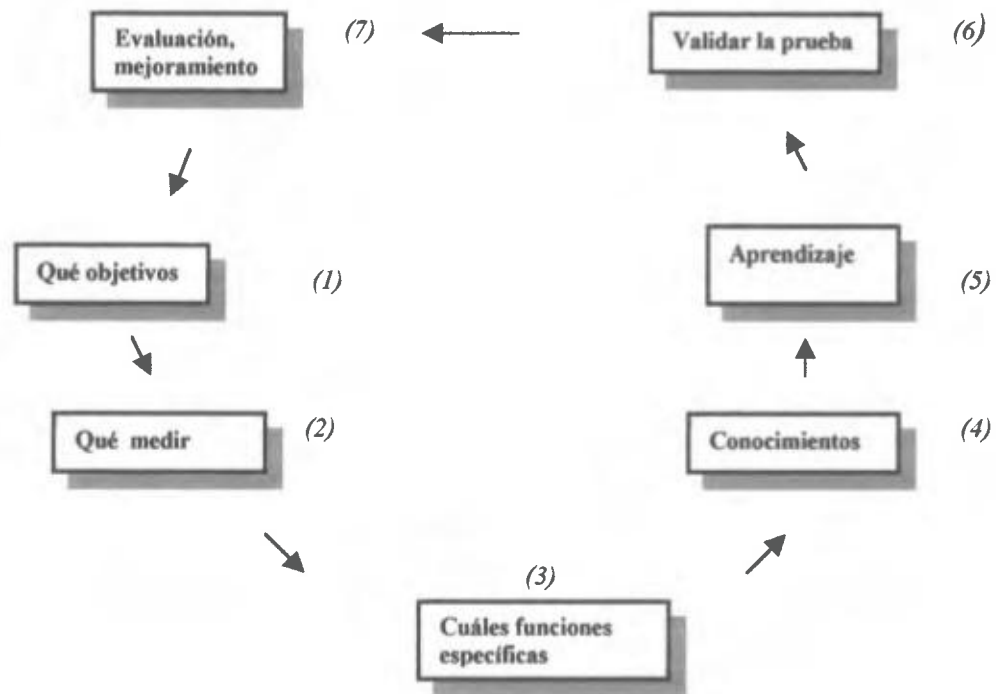 Evaluación,
mejoramiento
(7)
Validar la prueba
(6)
Qué objetivos
(1)
Aprendizaje
(5)
Qué medir
(2)
Conocimientos
(4)
(3)
Cuáles funciones
específicas